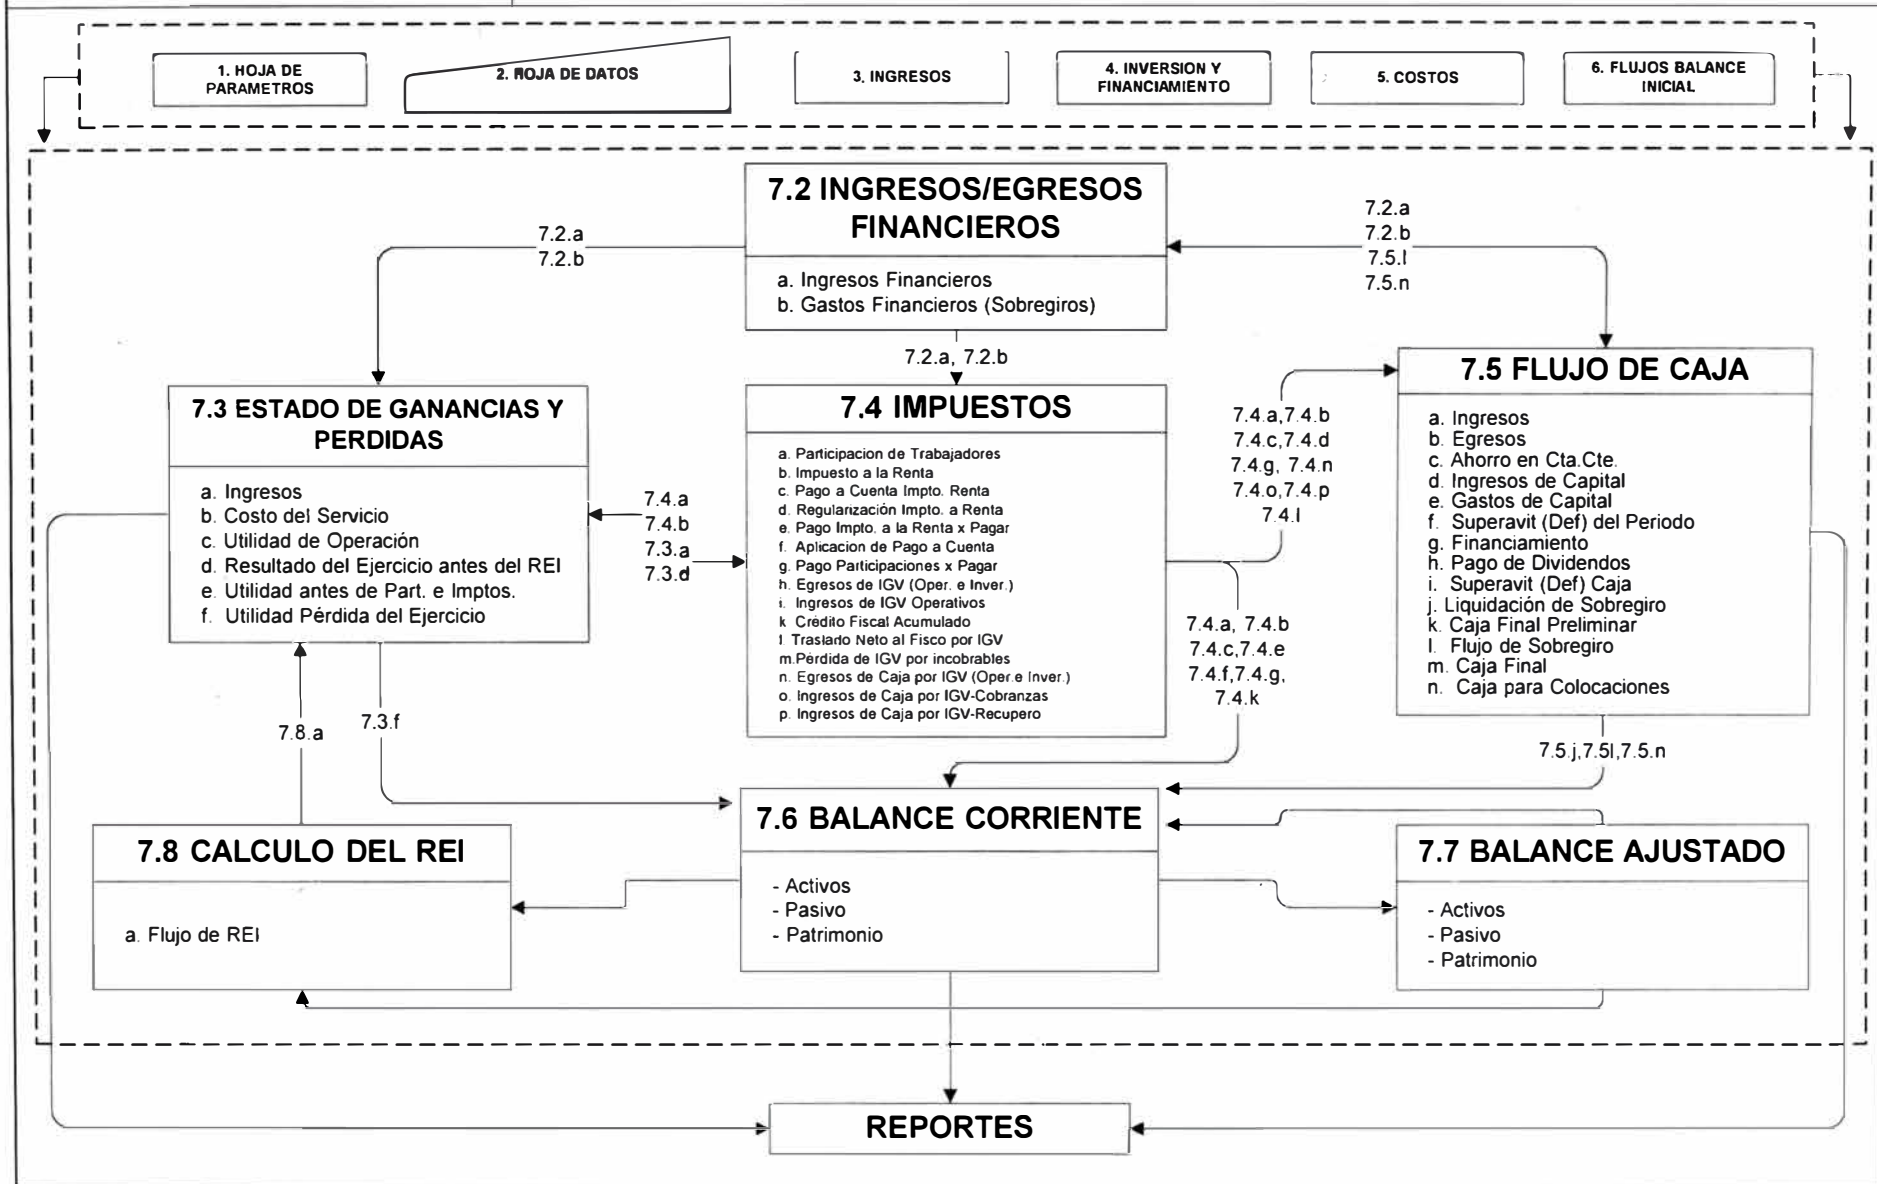 1. HOJA DE
PARAMETROS
2. HOJA DE DATOS
3. INGRESOS
4. INVERSION Y
FINANCIAMIENTO
5. COSTOS
6. FLUJOS BALANCE
INICIAL
7.2 INGRESOS/EGRESOS
FINANCIEROS
a. Ingresos Financieros
b. Gastos Financieros (Sobregiros)
7.2.a
7.2.b
7.2.a
7.2.b
7.5.l
7.5.n
7.2.a, 7.2.b
7.3 ESTADO DE GANANCIAS Y
PERDIDAS
a. Ingresos
b. Costo del Servicio
c. Utilidad de Operación
d. Resultado del Ejercicio antes del REI
e. Utilidad antes de Part. e Imptos.
f. Utilidad Pérdida del Ejercicio
7.4.a
7.4.b
7.3.a
7.3.d
7.4 IMPUESTOS
a. Participacion de Trabajadores
b. Impuesto a la Renta
c. Pago a Cuenta Impto. Renta
d. Regularización Impto. a Renta
e. Pago Impto. a la Renta x Pagar
f. Aplicacion de Pago a Cuenta
g. Pago Participaciones x Pagar
h. Egresos de IGV (Oper. e Inver.)
i. Ingresos de IGV Operativos
k. Crédito Fiscal Acumulado
l. Traslado Neto al Fisco por IGV
m.Pérdida de IGV por incobrables
n. Egresos de Caja por IGV (Oper.e Inver.)
o. Ingresos de Caja por IGV-Cobranzas
p. Ingresos de Caja por IGV-Recupero
7.4.a,7.4.b
7.4.c,7.4.d
7.4.g, 7.4.n
7.4.o,7.4.p
7.4.l
7.4.a, 7.4.b
7.4.c,7.4.e
7.4.f,7.4.g,
7.4.k
7.5 FLUJO DE CAJA
a. Ingresos
b. Egresos
c. Ahorro en Cta.Cte.
d. Ingresos de Capital
e. Gastos de Capital
f. Superavit (Def) del Periodo
g. Financiamiento
h. Pago de Dividendos
i. Superavit (Def) Caja
j. Liquidación de Sobregiro
k. Caja Final Preliminar
l. Flujo de Sobregiro
m. Caja Final
n. Caja para Colocaciones
7.8.a
7.3.f
7.5.j,7.5l,7.5.n
7.8 CALCULO DEL REI
a. Flujo de REI
7.6 BALANCE CORRIENTE
- Activos
- Pasivo
- Patrimonio
7.7 BALANCE AJUSTADO
- Activos
- Pasivo
- Patrimonio
REPORTES